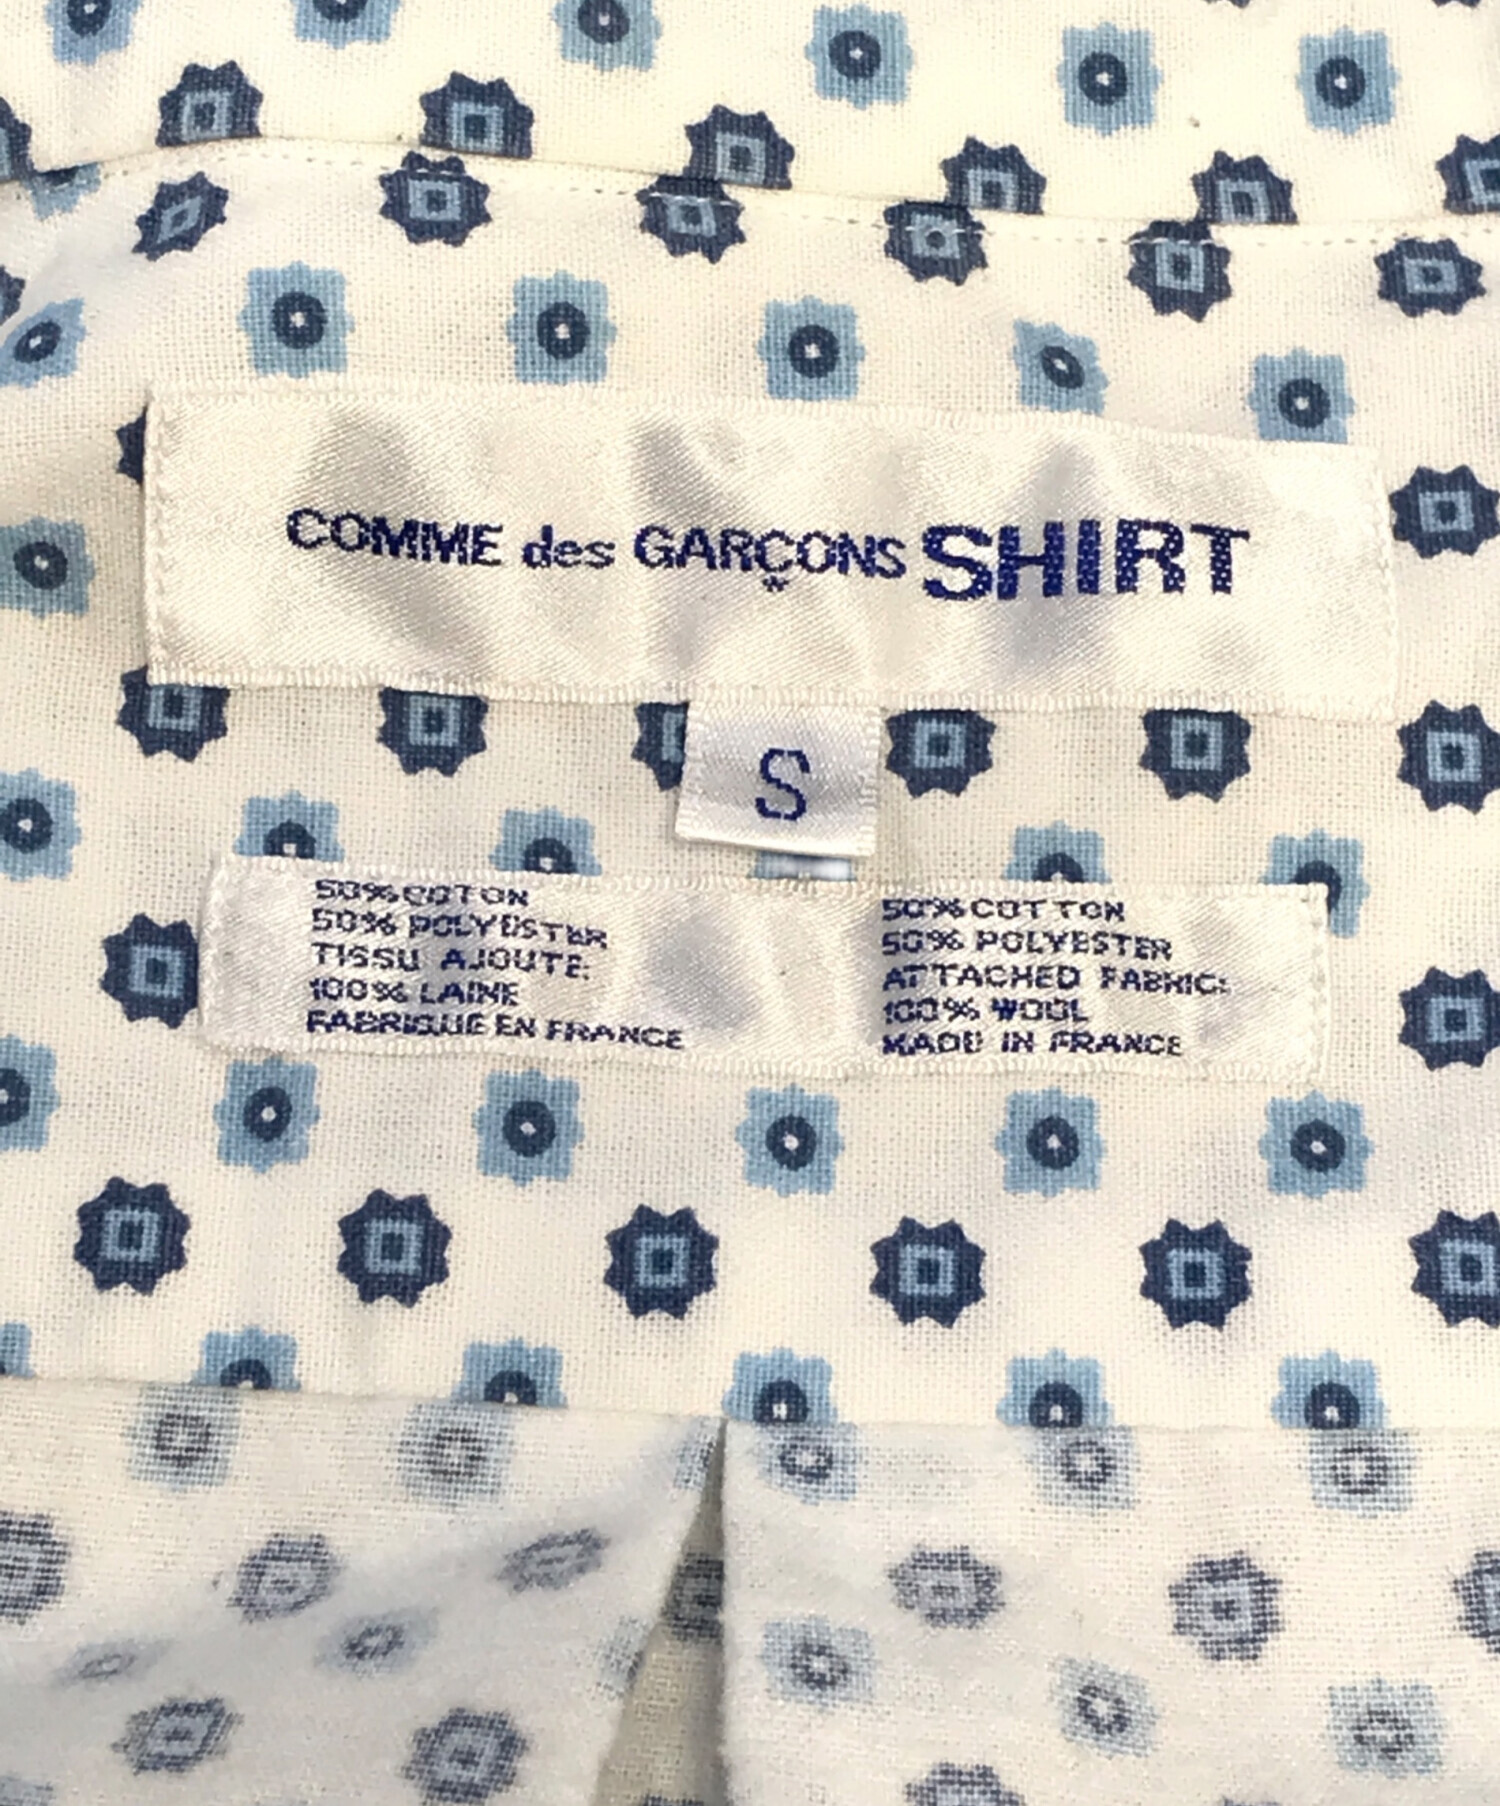 COMME des GARÇONS SHIRT
S
50% COTON
50% POLYESTER
TISSU AJOUTE:
100% LAINE
FABRIQUE EN FRANCE
50% COTTON
50% POLYESTER
ATTACHED FABRIC:
100% WOOL
MADE IN FRANCE